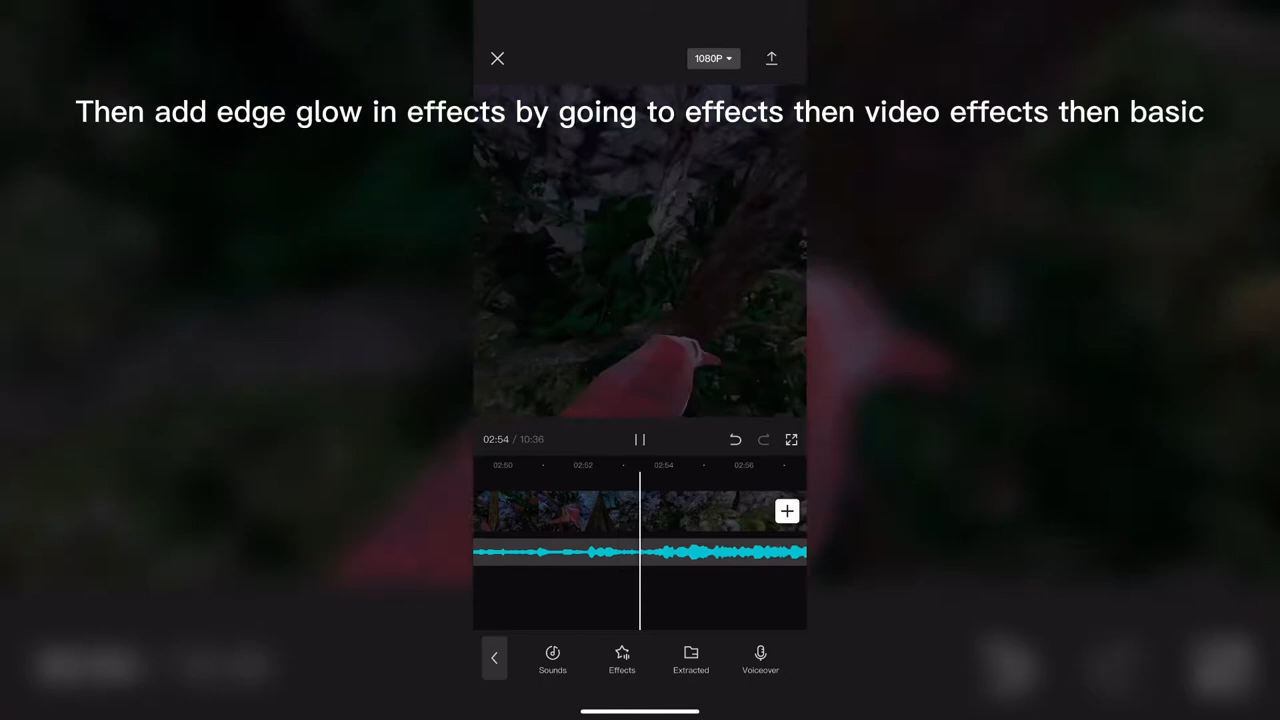 1080P
Then add edge glow in effects by going to effects then video effects then basic
02:54 / 10:36
02:50 02:52 02:54 02:56
Sounds Effects Extracted Voiceover